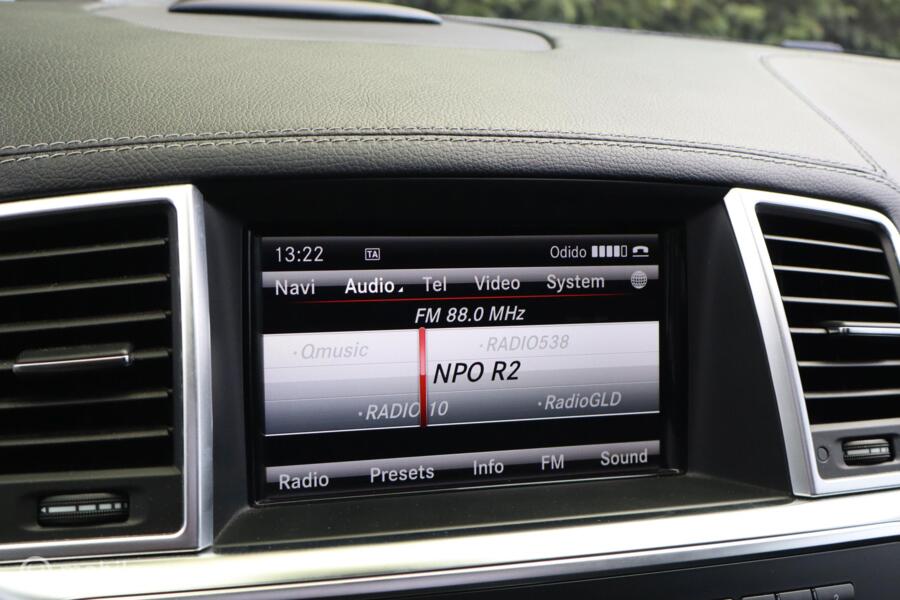 13:22 TA Odido
Navi Audio Tel Video System
FM 88.0 MHz
·Qmusic ·RADIO538
NPO R2
·RADIO 10 ·RadioGLD
Radio Presets Info FM Sound